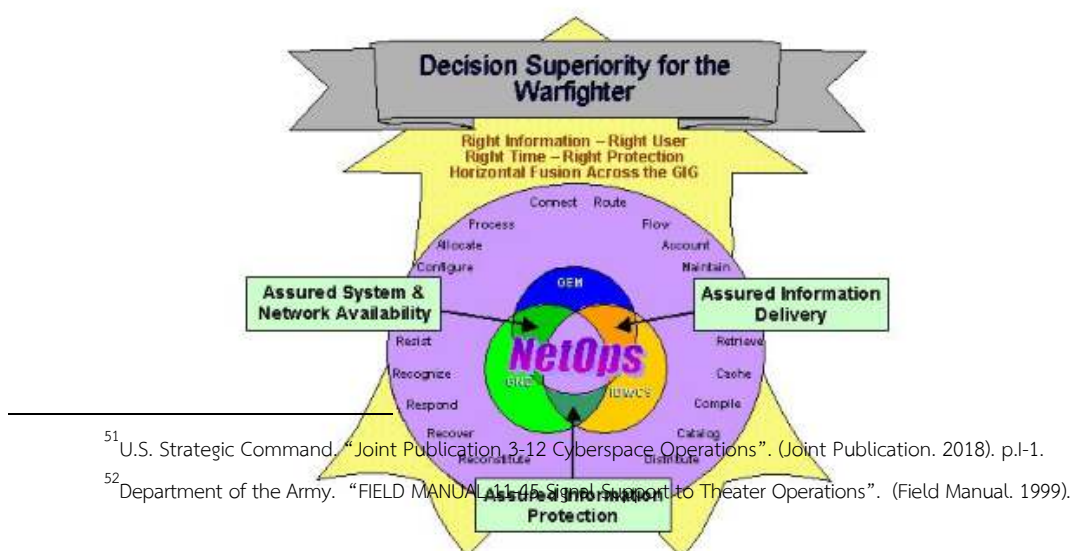 Decision Superiority for the
Warfighter
Right Information – Right User
Right Time – Right Protection
Horizontal Fusion Across the GIG
Connect
Route
Process
Flow
Allocate
Account
Configure
Maintain
GEM
Assured System &
Network Availability
Assured Information
Delivery
Resist
NetOps
Retrieve
Recognize
GND
IDM/CS
Cache
Respond
Compile
Recover
Catalog
Reconstitute
Distribute
Assured Information
Protection
51U.S. Strategic Command. “Joint Publication 3-12 Cyberspace Operations”. (Joint Publication. 2018). p.I-1.
52Department of the Army. “FIELD MANUAL 11-45 Signal Support to Theater Operations”. (Field Manual. 1999).